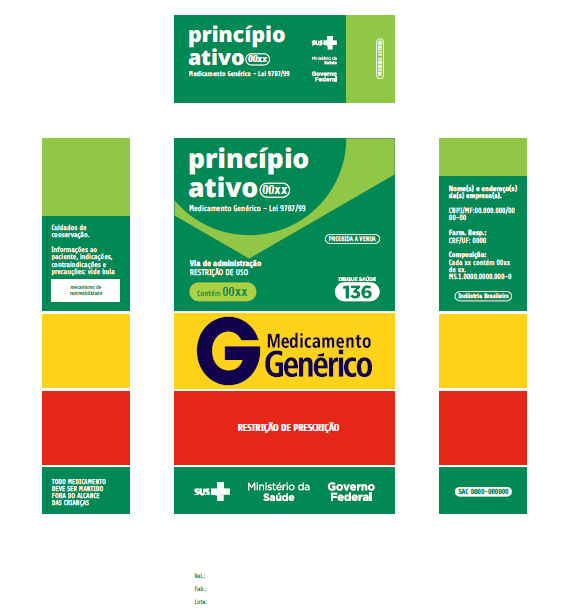 princípio
ativo 00xx
Medicamento Genérico - Lei 9787/99
SUS
Ministério da
Saúde
Governo
Federal
PROIBIDA A VENDA
Cuidados de
conservação.
Informações ao
paciente, indicações,
contraindicações e
precauções: vide bula
mecanismo de
rastreabilidade
princípio
ativo 00xx
Medicamento Genérico - Lei 9787/99
PROIBIDA A VENDA
Via de administração
RESTRIÇÃO DE USO
Contém 00xx
DISQUE SAÚDE
136
Nome(s) e endereço(s)
da(s) empresa(s).
CNPJ/MF:00.000.000/00
00-00
Farm. Resp.:
CRF/UF: 0000
Composição:
Cada xx contém 00xx
de xx.
MS.1.0000.0000.000-0
Indústria Brasileira
G Medicamento
Genérico
RESTRIÇÃO DE PRESCRIÇÃO
TODO MEDICAMENTO
DEVE SER MANTIDO
FORA DO ALCANCE
DAS CRIANÇAS
SUS
Ministério da
Saúde
Governo
Federal
SAC 0800-000000
Val.:
Fab.:
Lote: